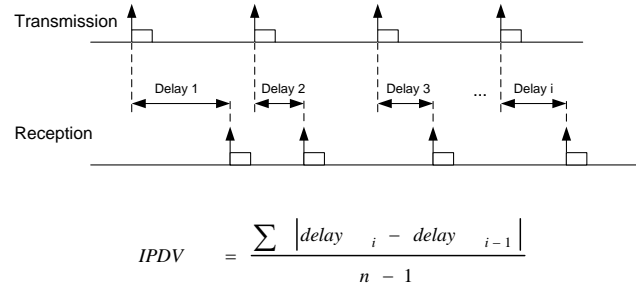 Transmission
Delay 1 Delay 2 Delay 3 ... Delay i
Reception
IPDV = ∑ |delay i − delay i − 1| / n − 1